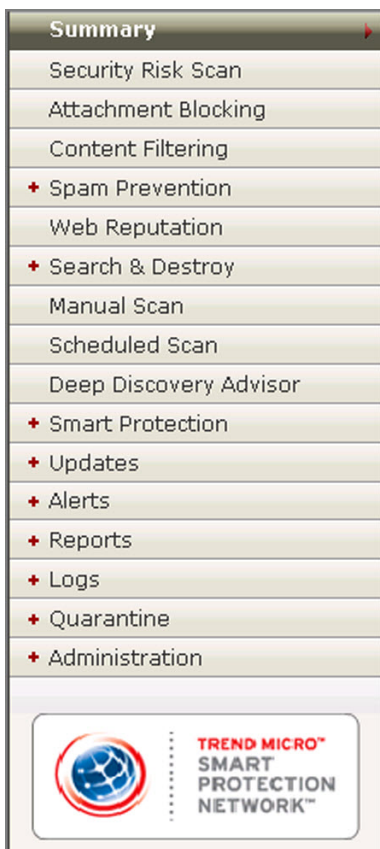 Summary
Security Risk Scan
Attachment Blocking
Content Filtering
+ Spam Prevention
Web Reputation
+ Search & Destroy
Manual Scan
Scheduled Scan
Deep Discovery Advisor
+ Smart Protection
+ Updates
+ Alerts
+ Reports
+ Logs
+ Quarantine
+ Administration
TREND MICRO™
SMART
PROTECTION
NETWORK™